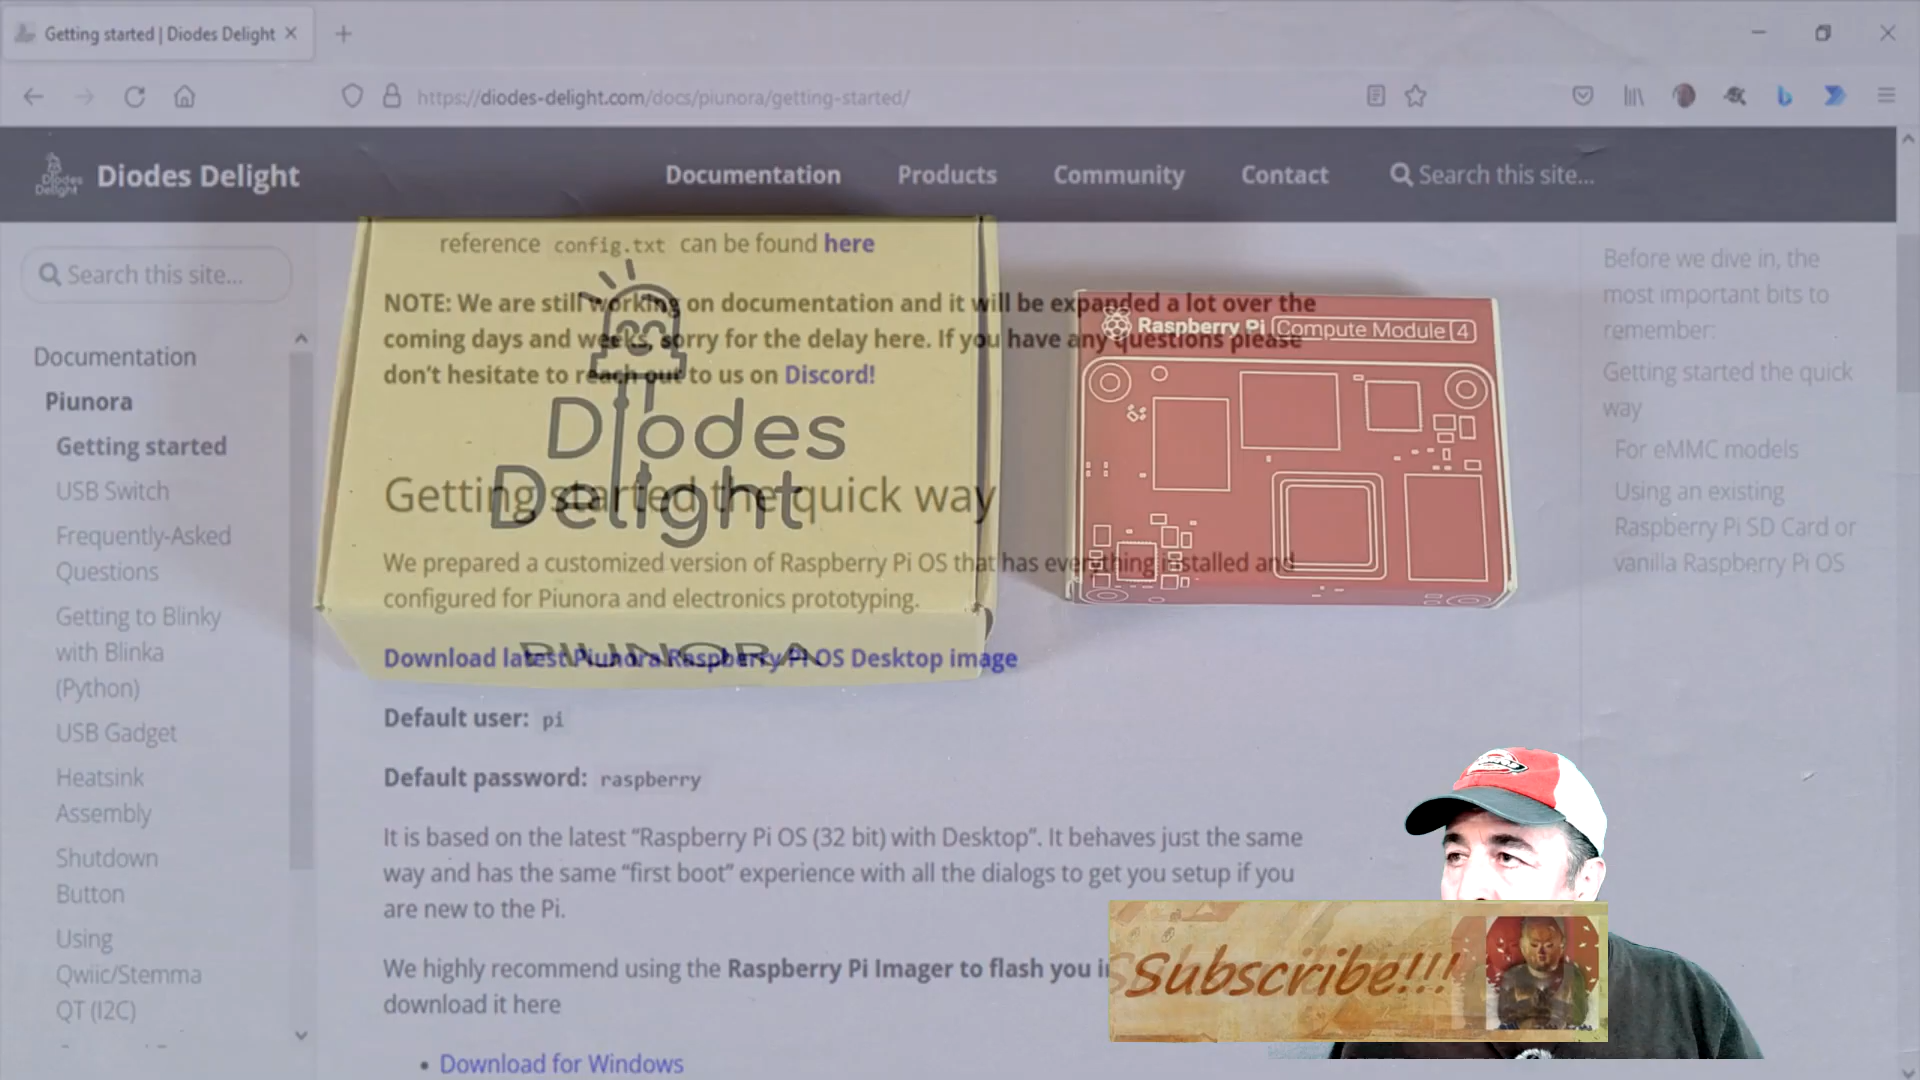 Getting started | Diodes Delight
https://diodes-delight.com/docs/piunora/getting-started/
Diodes Delight
Diodes Delight
Documentation
Products
Community
Contact
Search this site...
Search this site...
Documentation
Piunora
Getting started
USB Switch
Frequently-Asked
Questions
Getting to Blinky
with Blinka
(Python)
USB Gadget
Heatsink
Assembly
Shutdown
Button
Using
Qwiic/Stemma
QT (I2C)
reference config.txt can be found here
NOTE: We are still working on documentation and it will be expanded a lot over the
coming days and weeks, sorry for the delay here. If you have any questions please
don't hesitate to reach out to us on Discord!
Getting started the quick way
We prepared a customized version of Raspberry Pi OS that has everything installed and
configured for Piunora and electronics prototyping.
Download latest Piunora Raspberry Pi OS Desktop image
Default user: pi
Default password: raspberry
It is based on the latest “Raspberry Pi OS (32 bit) with Desktop”. It behaves just the same
way and has the same “first boot” experience with all the dialogs to get you setup if you
are new to the Pi.
We highly recommend using the Raspberry Pi Imager to flash you
download it here
Download for Windows
Diodes
Delight
PIUNORA
Raspberry Pi Compute Module 4
Before we dive in, the
most important bits to
remember:
Getting started the quick
way
For eMMC models
Using an existing
Raspberry Pi SD Card or
vanilla Raspberry Pi OS
Subscribe!!!